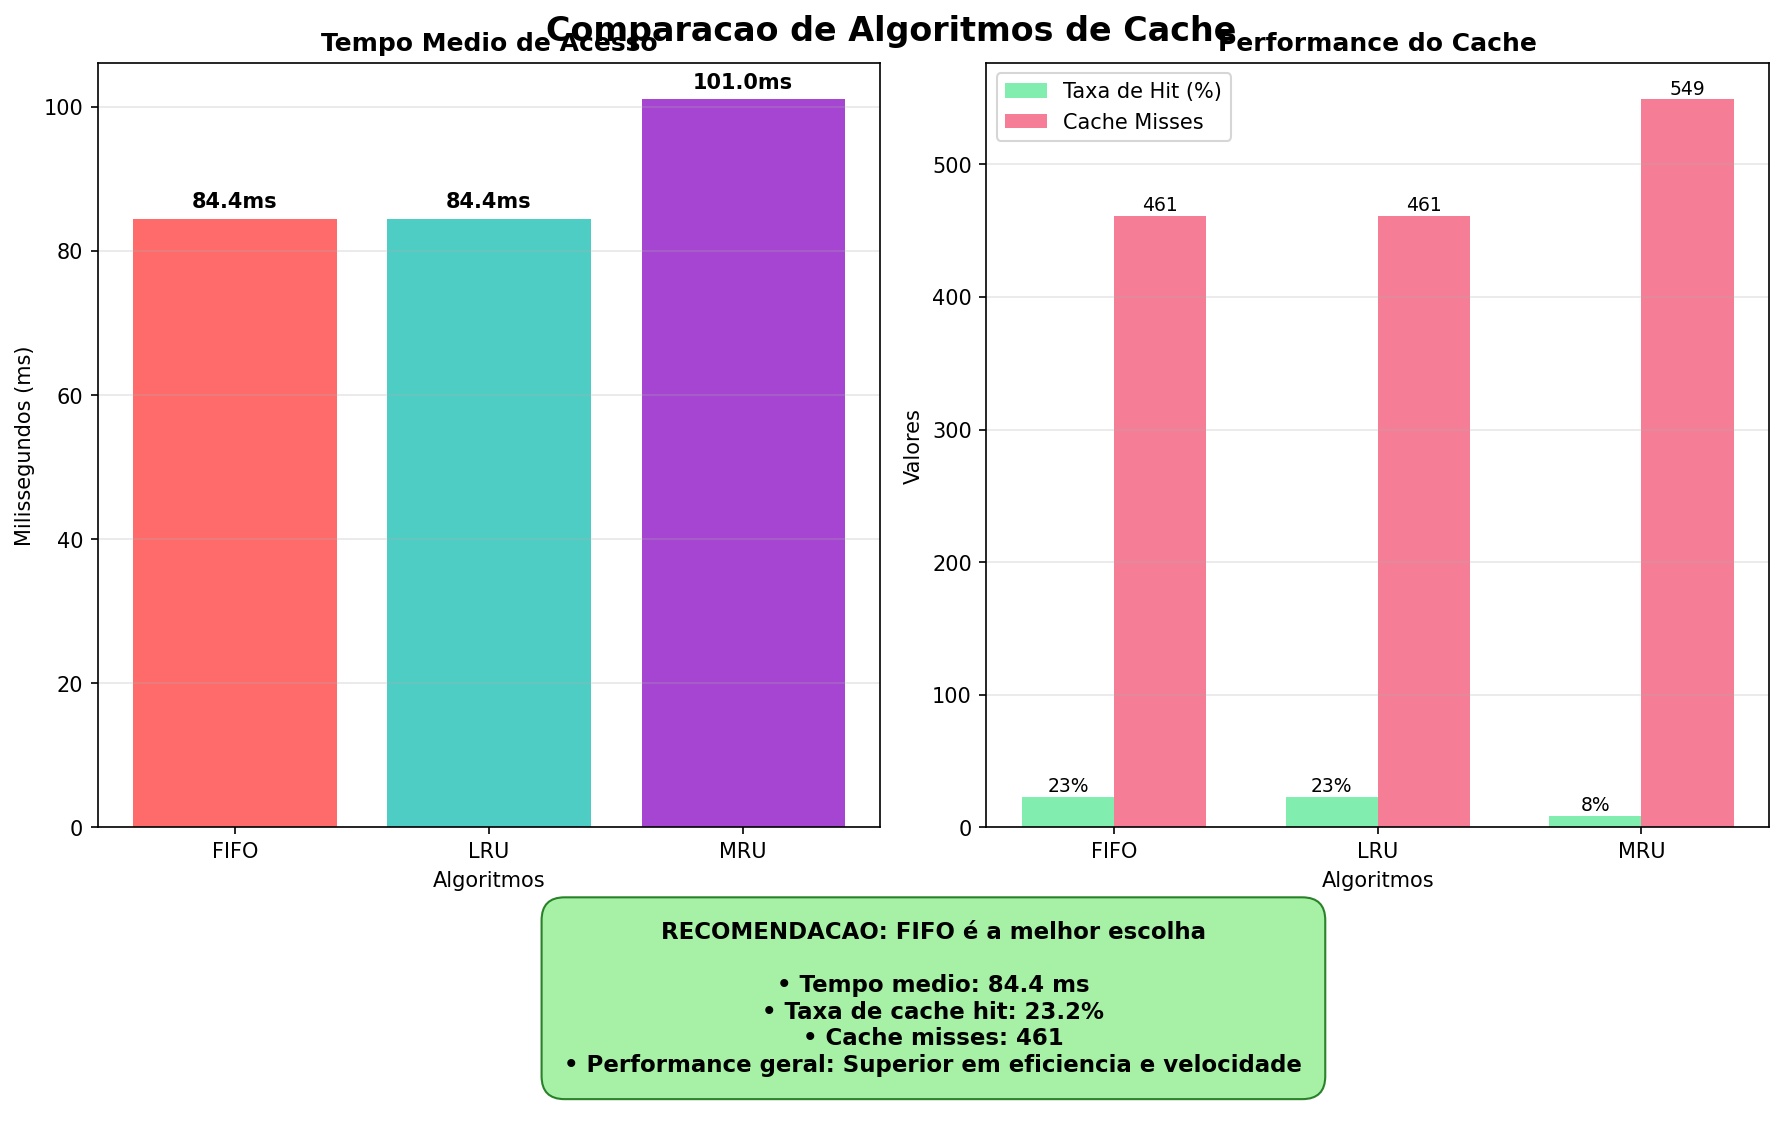 Comparacao de Algoritmos de Cache
Tempo Medio de Acesso
101.0ms
84.4ms
84.4ms
100
80
60
40
20
0
Milissegundos (ms)
FIFO
LRU
MRU
Algoritmos
Performance do Cache
Taxa de Hit (%)
Cache Misses
549
461
461
23%
23%
8%
500
400
300
200
100
0
Valores
FIFO
LRU
MRU
Algoritmos
RECOMENDACAO: FIFO é a melhor escolha
• Tempo medio: 84.4 ms
• Taxa de cache hit: 23.2%
• Cache misses: 461
• Performance geral: Superior em eficiencia e velocidade